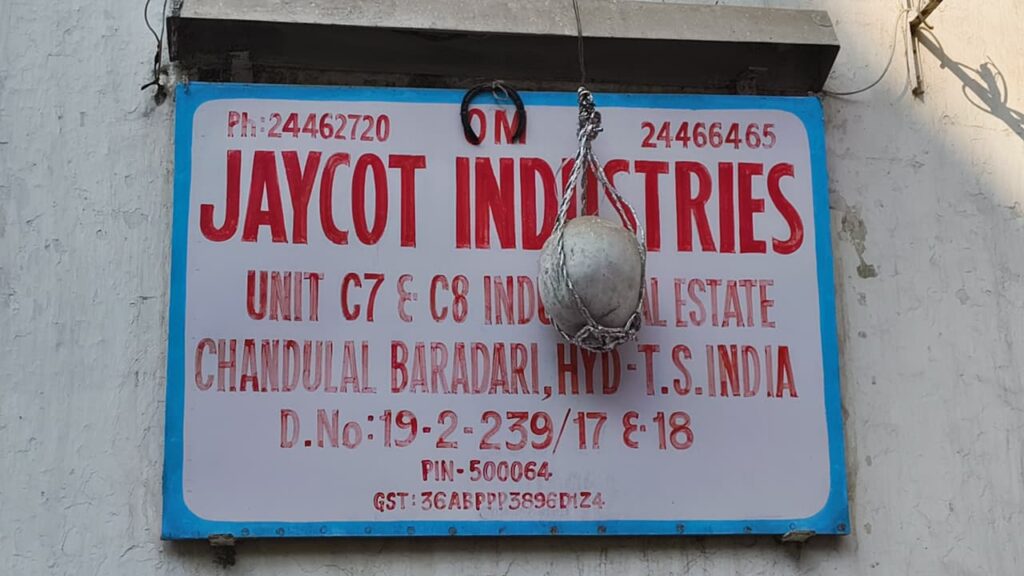 Ph:24462720 OM 24466465
JAYCOT INDUSTRIES
UNIT C7 & C8 INDUSTRIAL ESTATE
CHANDULAL BARADARI, HYD-T.S. INDIA
D.No:19-2-239/17 &-18
PIN-500064
GST:36ABPPP3896D1Z4